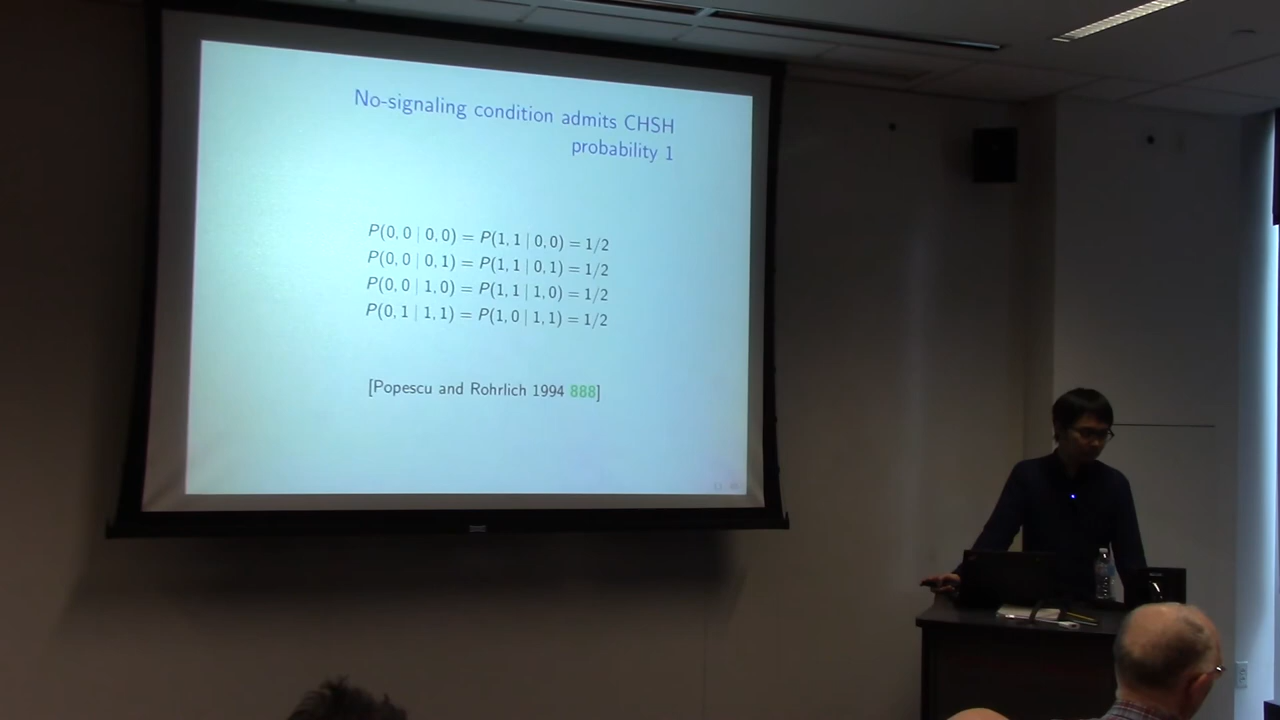 No-signaling condition admits CHSH
probability 1
P(0, 0 | 0, 0) = P(1, 1 | 0, 0) = 1/2
P(0, 0 | 0, 1) = P(1, 1 | 0, 1) = 1/2
P(0, 0 | 1, 0) = P(1, 1 | 1, 0) = 1/2
P(0, 1 | 1, 1) = P(1, 0 | 1, 1) = 1/2
[Popescu and Rohrlich 1994 888]